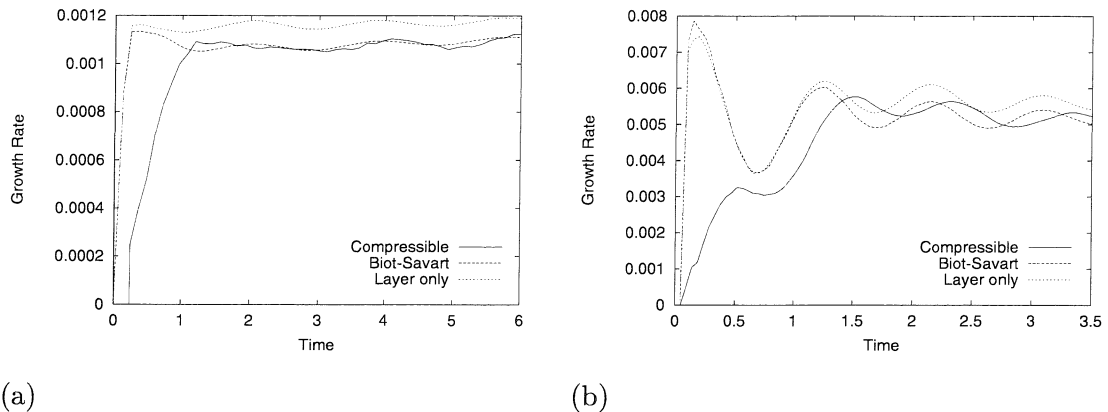 0.0012
0.001
0.0008
0.0006
0.0004
0.0002
0
Growth Rate
Compressible
Biot-Savart
Layer only
0 1 2 3 4 5 6
Time
(a)
0.008
0.007
0.006
0.005
0.004
0.003
0.002
0.001
0
Growth Rate
Compressible
Biot-Savart
Layer only
0 0.5 1 1.5 2 2.5 3 3.5
Time
(b)